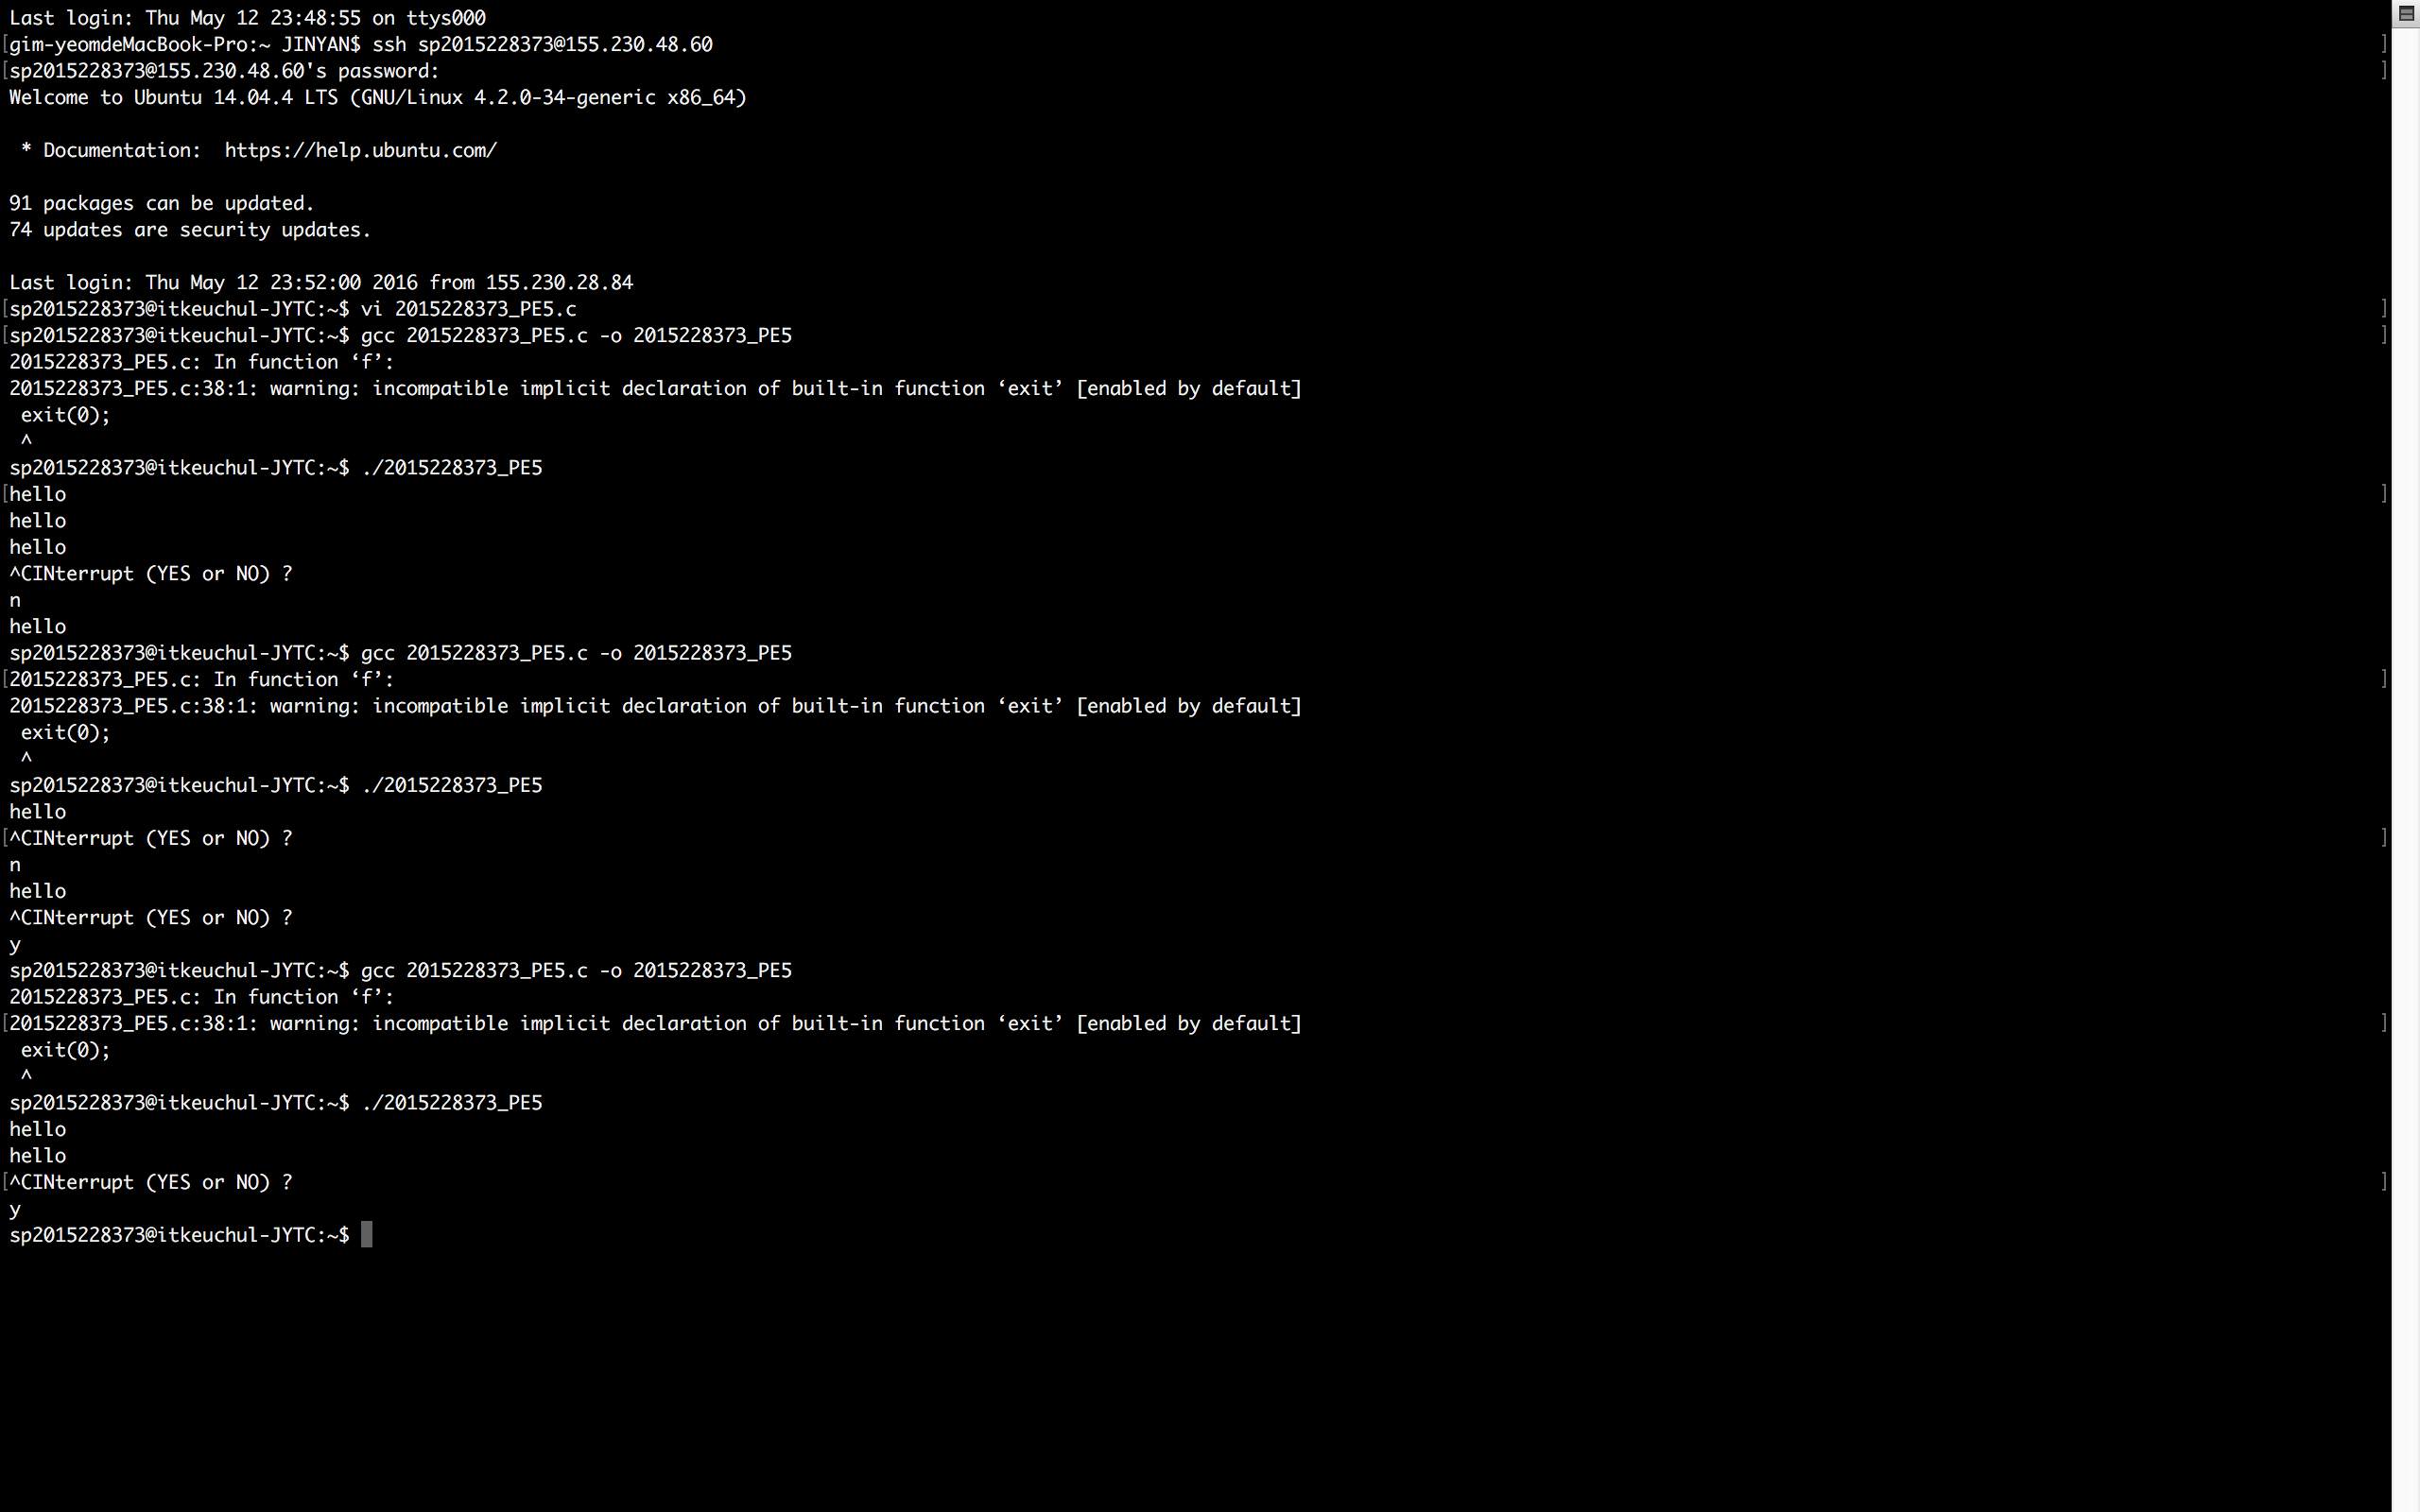 Last login: Thu May 12 23:48:55 on ttys000
[gim-yeomdeMacBook-Pro:~ JINYAN$ ssh sp2015228373@155.230.48.60 ]
[sp2015228373@155.230.48.60's password: ]
Welcome to Ubuntu 14.04.4 LTS (GNU/Linux 4.2.0-34-generic x86_64)
* Documentation:  https://help.ubuntu.com/
91 packages can be updated.
74 updates are security updates.
Last login: Thu May 12 23:52:00 2016 from 155.230.28.84
[sp2015228373@itkeuchul-JYTC:~$ vi 2015228373_PE5.c ]
[sp2015228373@itkeuchul-JYTC:~$ gcc 2015228373_PE5.c -o 2015228373_PE5 ]
2015228373_PE5.c: In function ‘f’:
2015228373_PE5.c:38:1: warning: incompatible implicit declaration of built-in function ‘exit’ [enabled by default]
exit(0);
^
sp2015228373@itkeuchul-JYTC:~$ ./2015228373_PE5
[hello ]
hello
hello
^CINterrupt (YES or NO) ?
n
hello
sp2015228373@itkeuchul-JYTC:~$ gcc 2015228373_PE5.c -o 2015228373_PE5
[2015228373_PE5.c: In function ‘f’: ]
2015228373_PE5.c:38:1: warning: incompatible implicit declaration of built-in function ‘exit’ [enabled by default]
exit(0);
^
sp2015228373@itkeuchul-JYTC:~$ ./2015228373_PE5
hello
[^CINterrupt (YES or NO) ? ]
n
hello
^CINterrupt (YES or NO) ?
y
sp2015228373@itkeuchul-JYTC:~$ gcc 2015228373_PE5.c -o 2015228373_PE5
2015228373_PE5.c: In function ‘f’:
[2015228373_PE5.c:38:1: warning: incompatible implicit declaration of built-in function ‘exit’ [enabled by default] ]
exit(0);
^
sp2015228373@itkeuchul-JYTC:~$ ./2015228373_PE5
hello
hello
[^CINterrupt (YES or NO) ? ]
y
sp2015228373@itkeuchul-JYTC:~$